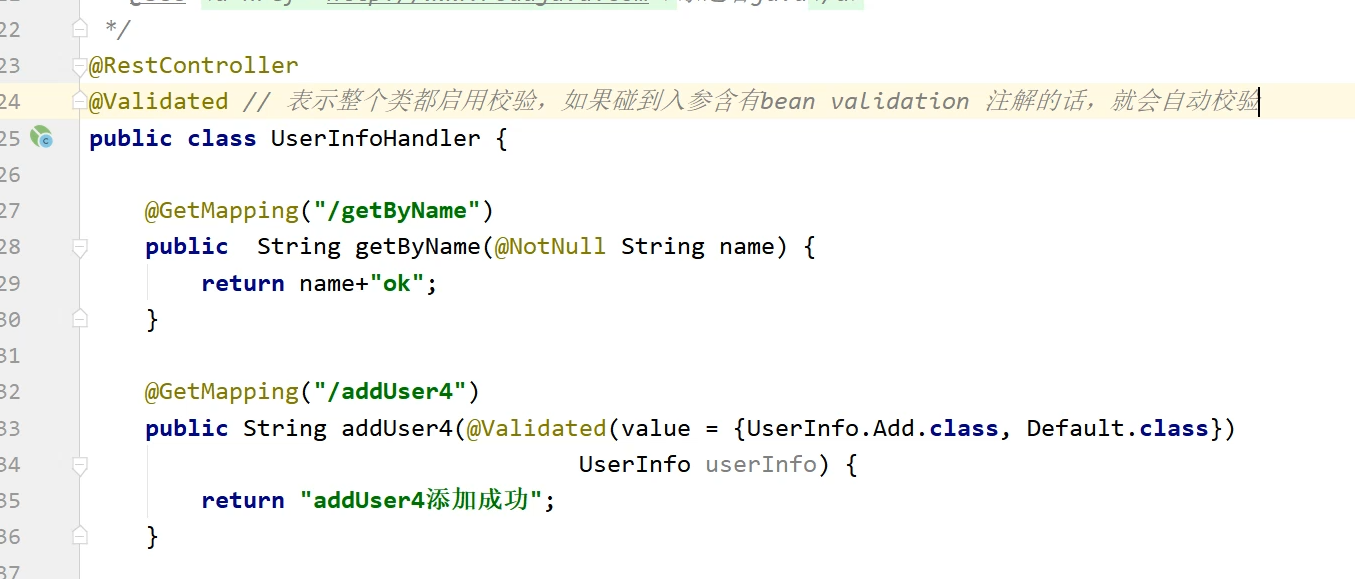 22 */
23 @RestController
24 @Validated // 表示整个类都启用校验，如果碰到入参含有bean validation 注解的话，就会自动校验
25 public class UserInfoHandler {
26
27 @GetMapping("/getByName")
28 public  String getByName(@NotNull String name) {
29 return name+"ok";
30 }
31
32 @GetMapping("/addUser4")
33 public String addUser4(@Validated(value = {UserInfo.Add.class, Default.class})
34 UserInfo userInfo) {
35 return "addUser4添加成功";
36 }
37